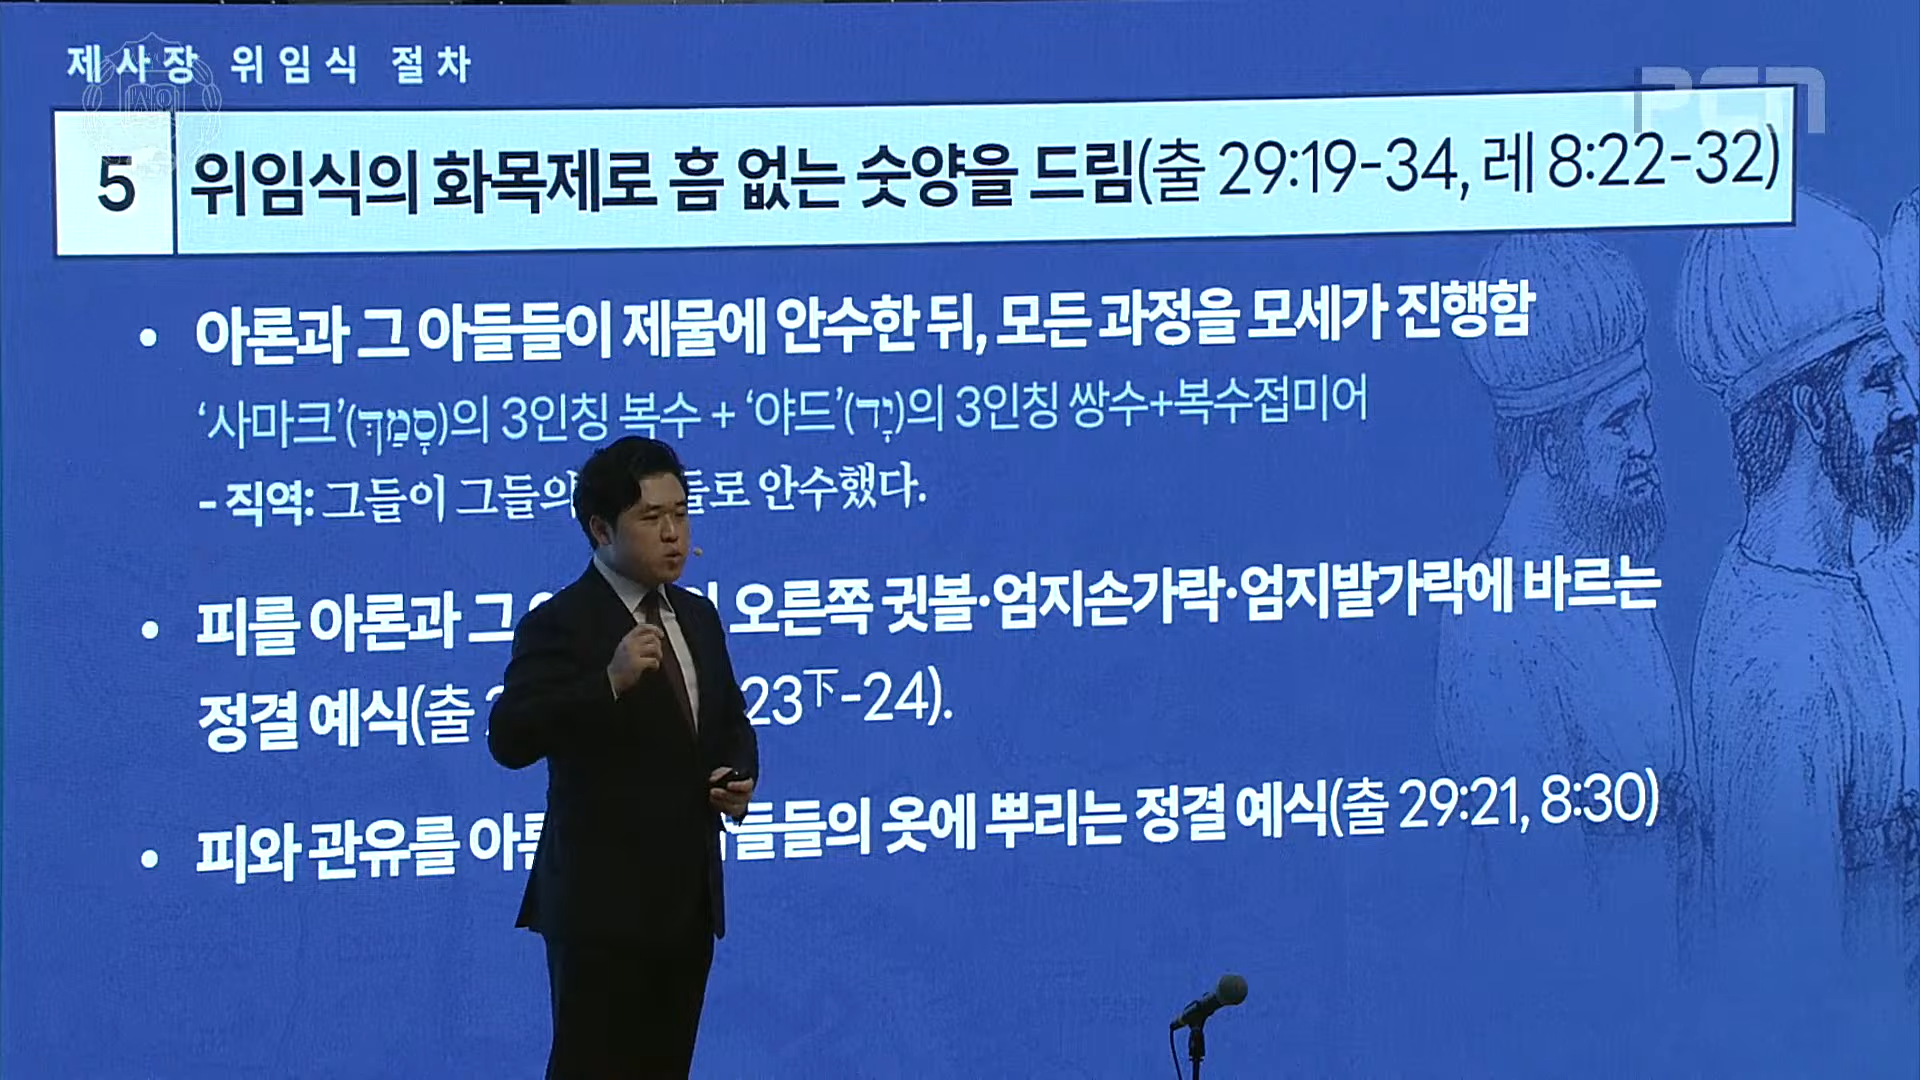 제사장 위임식 절차
PCN
5 위임식의 화목제로 흠 없는 숫양을 드림(출 29:19-34, 레 8:22-32)
• 아론과 그 아들들이 제물에 안수한 뒤, 모든 과정을 모세가 진행함
‘사마크’(סָמַךְ)의 3인칭 복수 + ‘야드’(יָד)의 3인칭 쌍수+복수접미어
- 직역: 그들이 그들의 들로 안수했다.
• 피를 아론과 그 오른쪽 귓볼·엄지손가락·엄지발가락에 바르는
정결 예식(출 23下-24).
• 피와 관유를 들들의 옷에 뿌리는 정결 예식(출 29:21, 8:30)